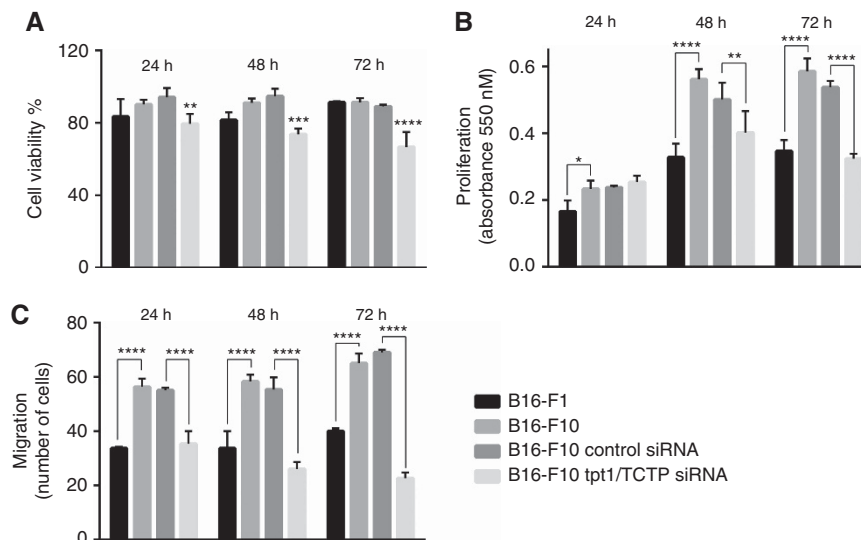 A
24 h 48 h 72 h
Cell viability %
120
80
40
0
** *** ****
B
24 h 48 h 72 h
Proliferation
(absorbance 550 nM)
0.6
0.4
0.2
0.0
* **** ** **** ****
C
24 h 48 h 72 h
Migration
(number of cells)
80
60
40
20
0
**** **** **** **** **** ****
B16-F1
B16-F10
B16-F10 control siRNA
B16-F10 tpt1/TCTP siRNA